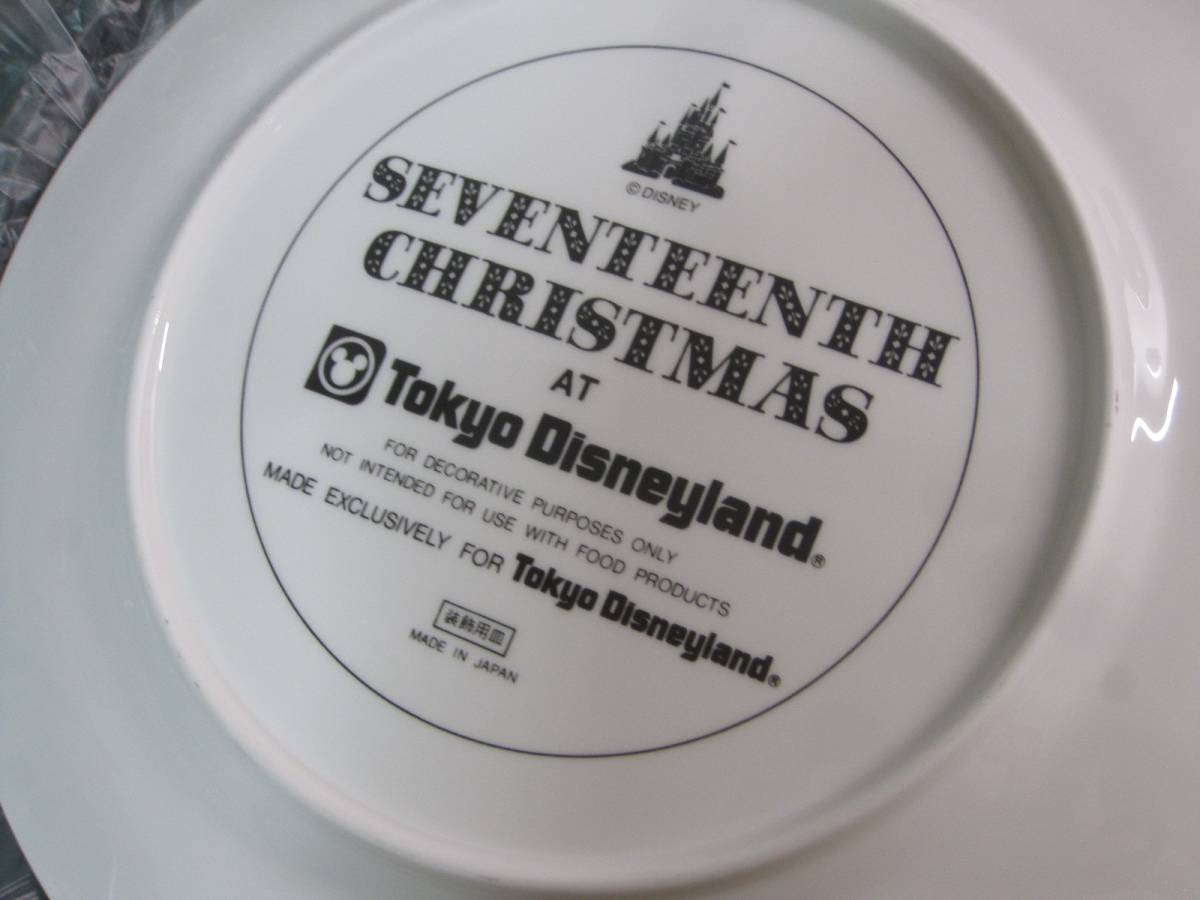 © DISNEY
SEVENTEENTH
CHRISTMAS
AT
Tokyo Disneyland®
FOR DECORATIVE PURPOSES ONLY
NOT INTENDED FOR USE WITH FOOD PRODUCTS
MADE EXCLUSIVELY FOR Tokyo Disneyland®
装飾用皿
MADE IN JAPAN